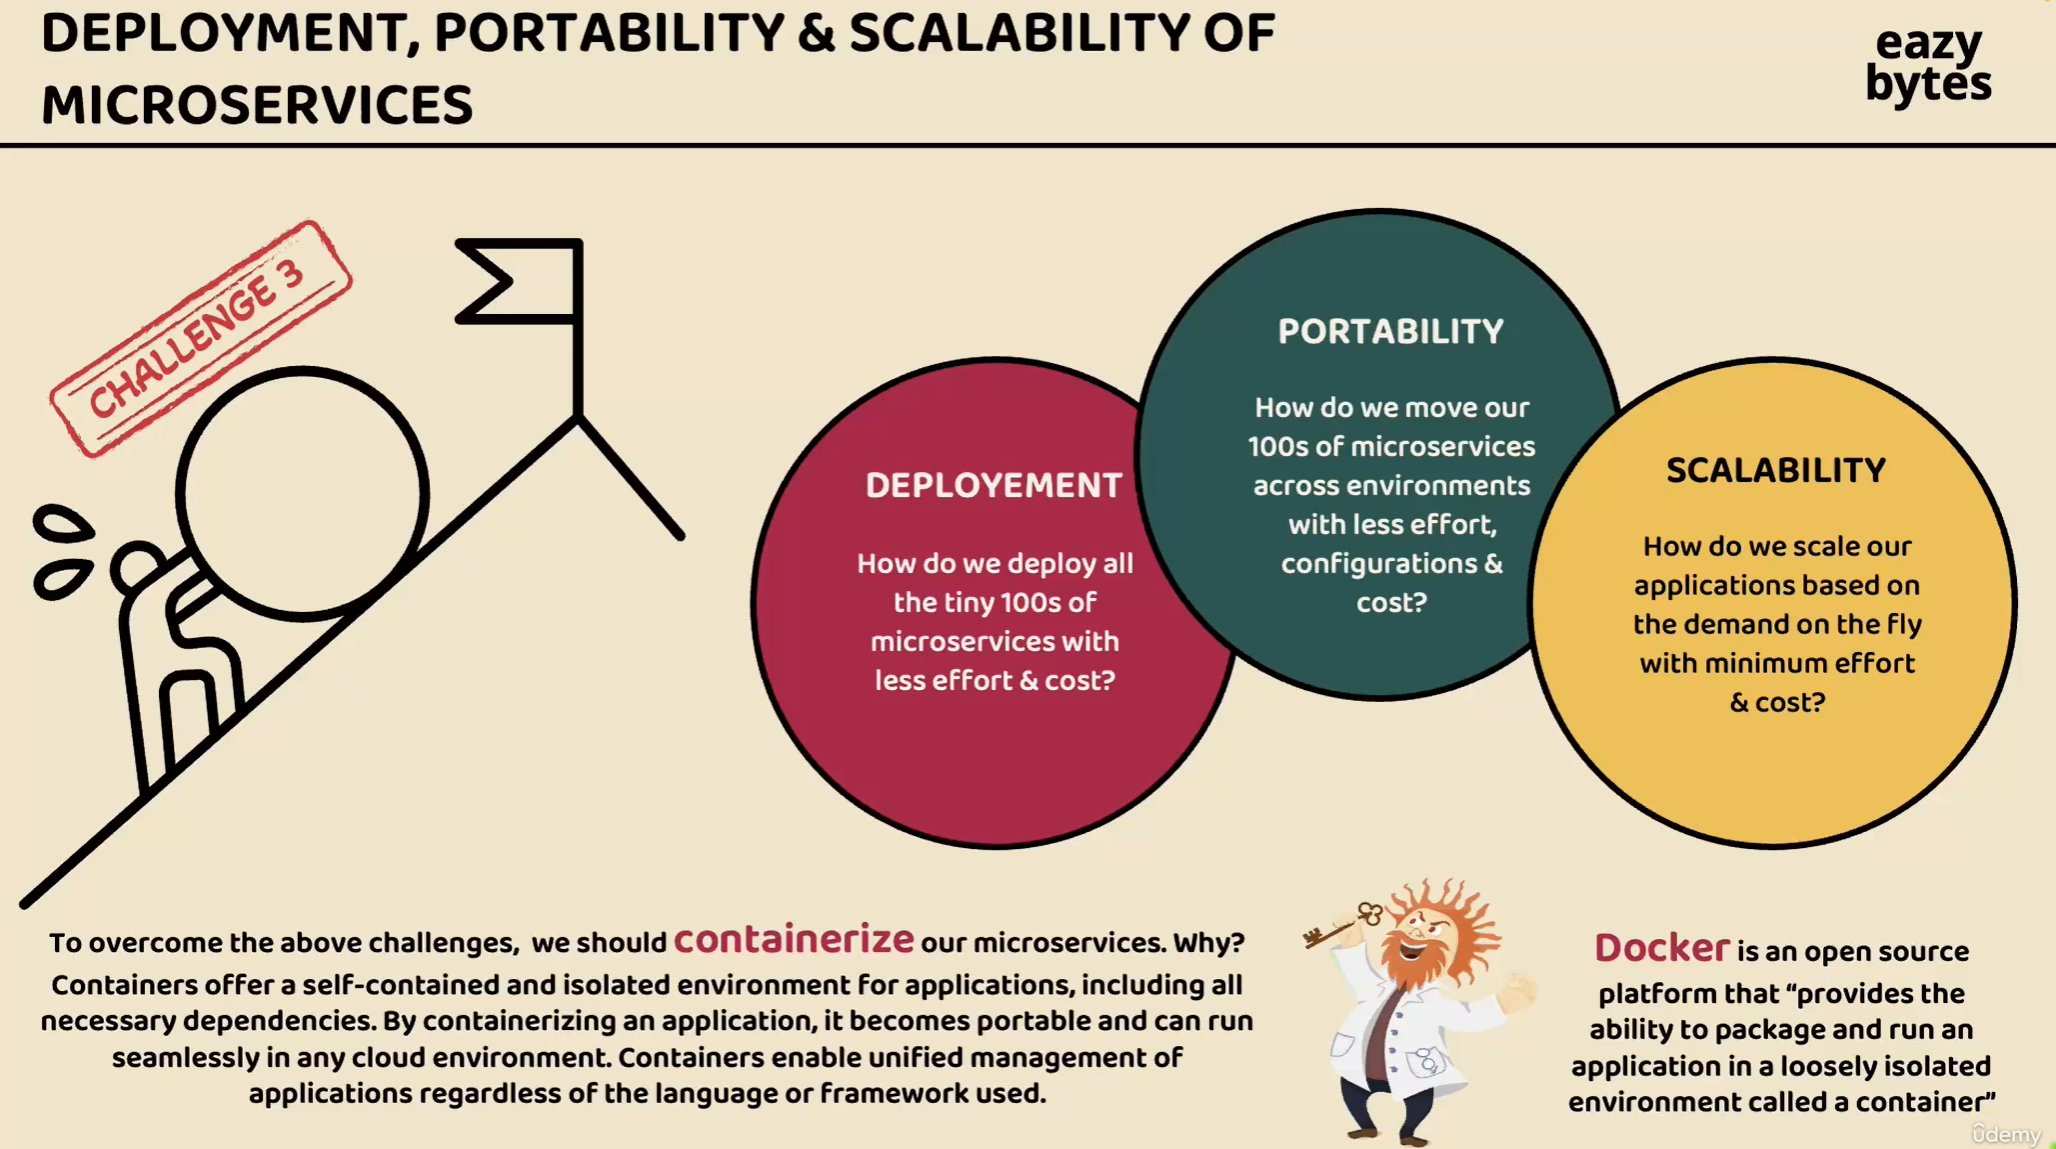 DEPLOYMENT, PORTABILITY & SCALABILITY OF
MICROSERVICES
eazy
bytes
CHALLENGE 3
DEPLOYEMENT
How do we deploy all
the tiny 100s of
microservices with
less effort & cost?
PORTABILITY
How do we move our
100s of microservices
across environments
with less effort,
configurations &
cost?
SCALABILITY
How do we scale our
applications based on
the demand on the fly
with minimum effort
& cost?
To overcome the above challenges, we should containerize our microservices. Why?
Containers offer a self-contained and isolated environment for applications, including all
necessary dependencies. By containerizing an application, it becomes portable and can run
seamlessly in any cloud environment. Containers enable unified management of
applications regardless of the language or framework used.
Docker is an open source
platform that “provides the
ability to package and run an
application in a loosely isolated
environment called a container”
udemy